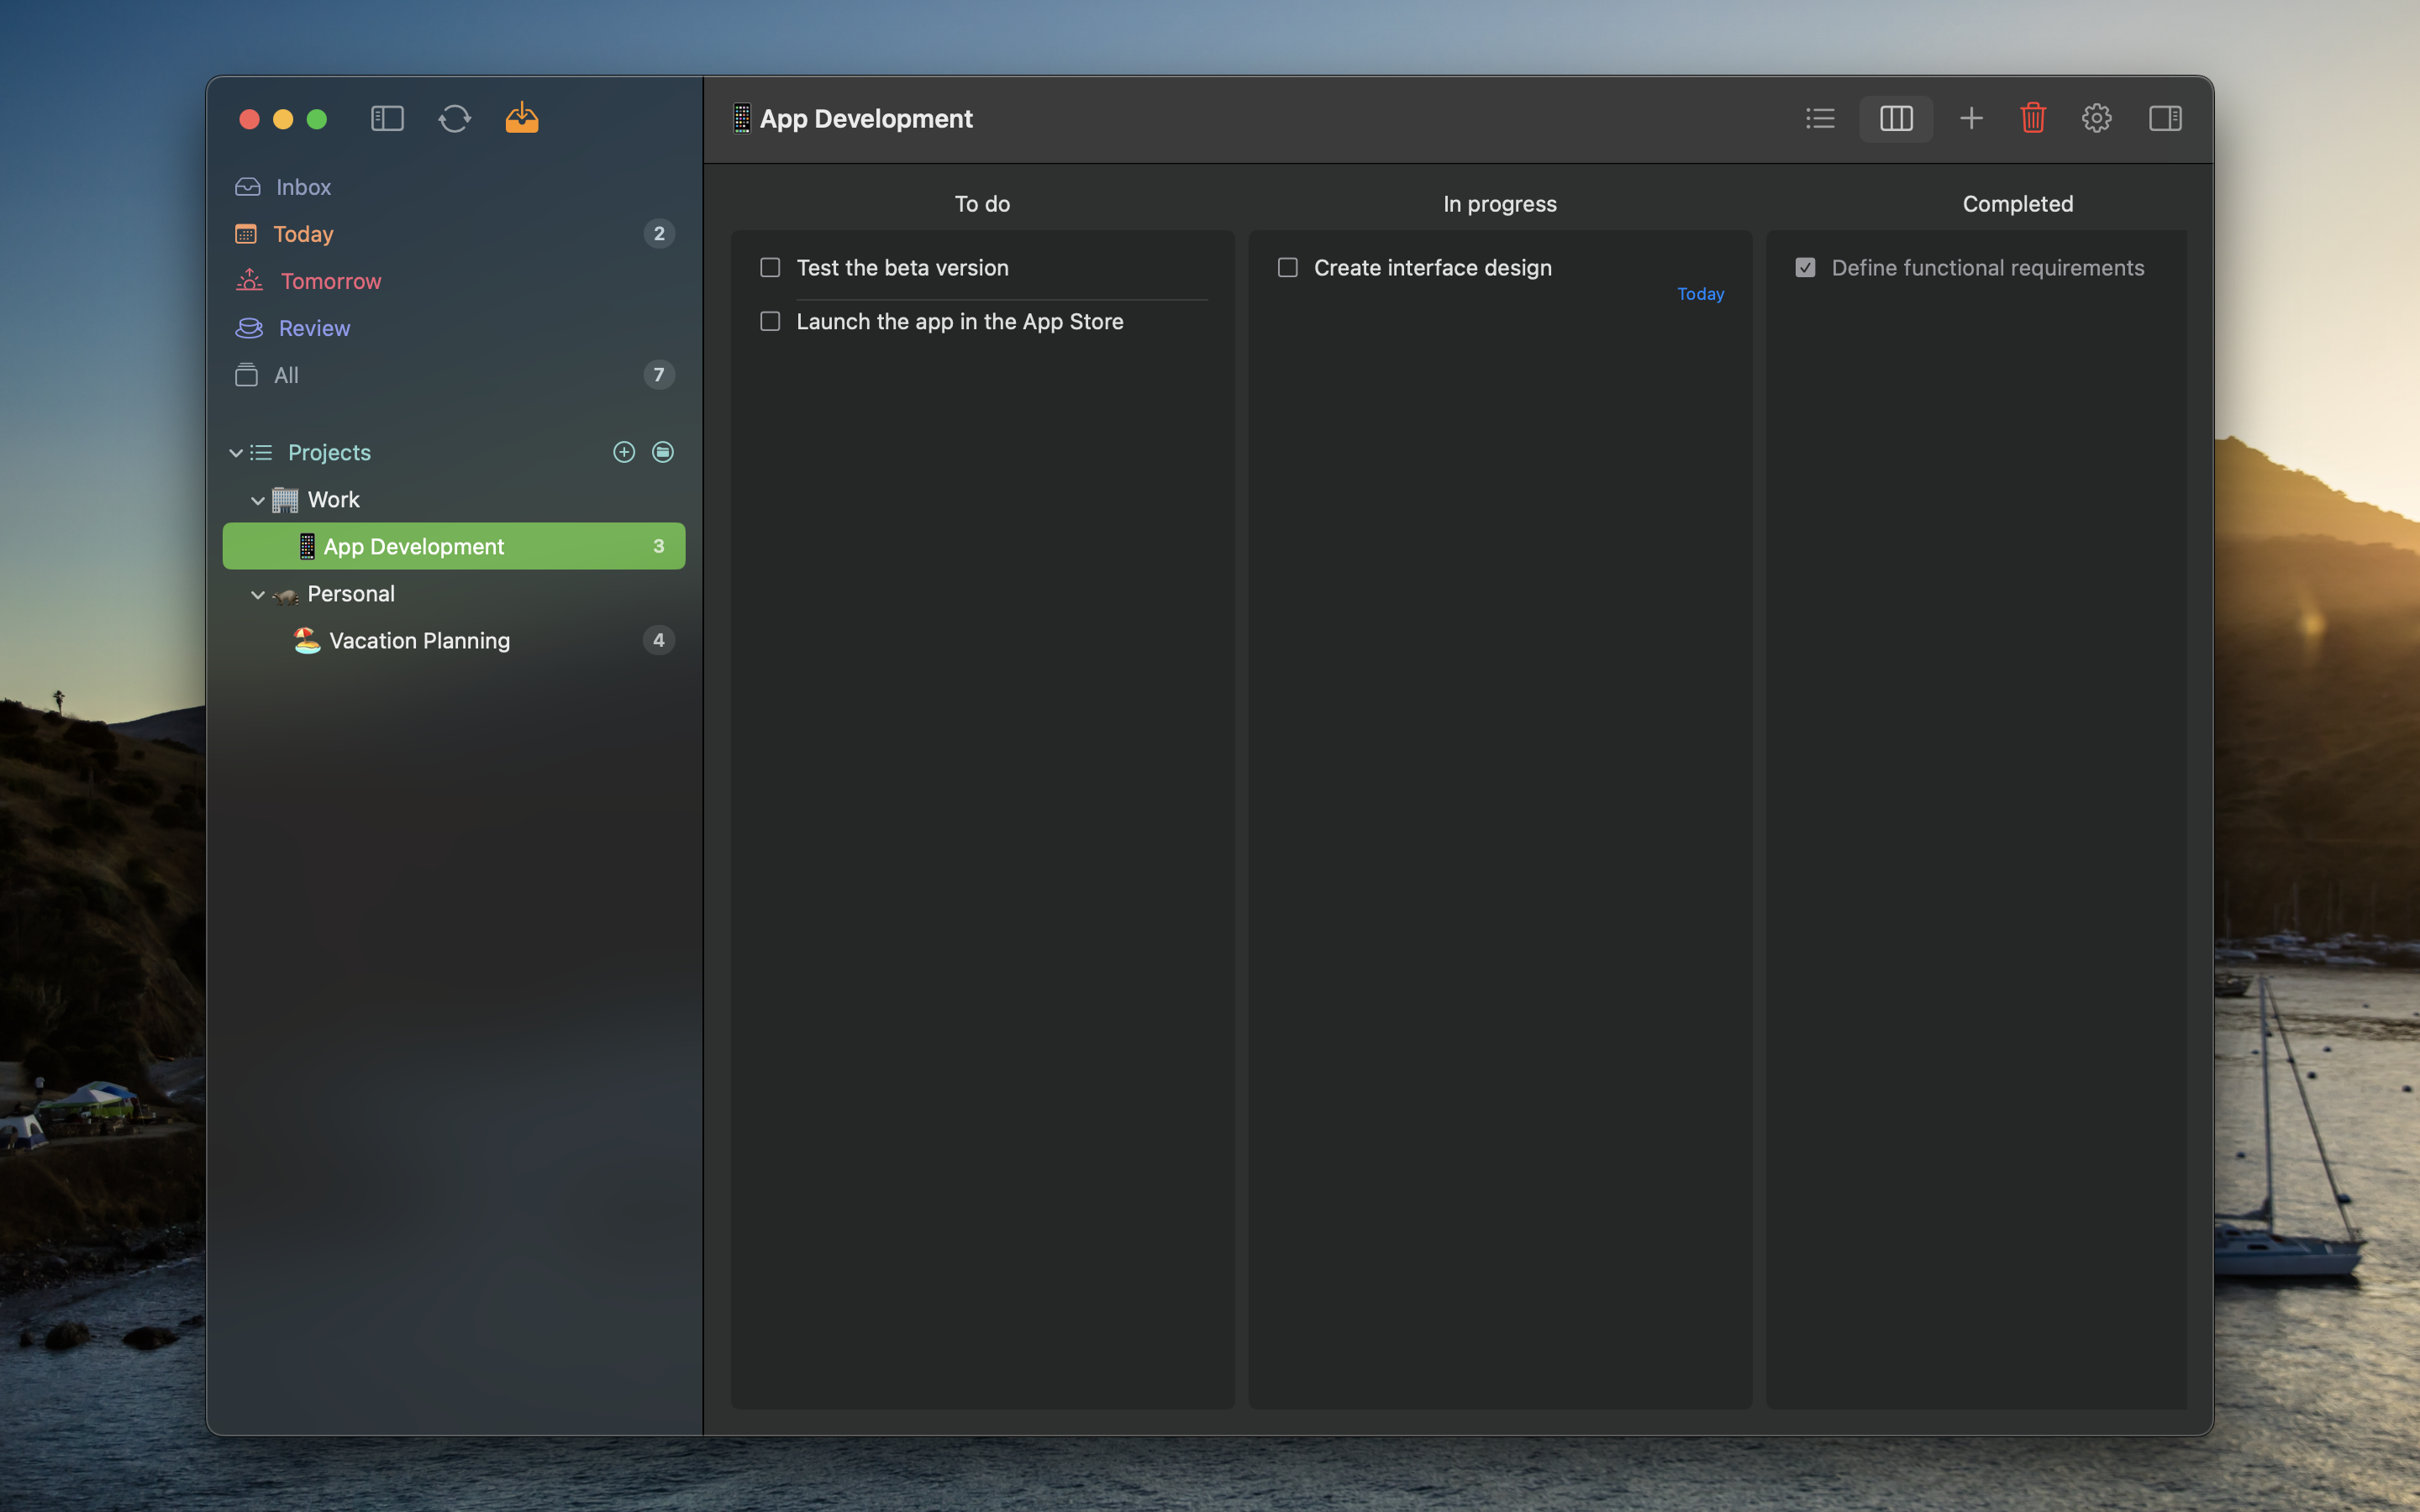 App Development
Inbox
Today 2
Tomorrow
Review
All 7
Projects
Work
App Development 3
Personal
Vacation Planning 4
To do
Test the beta version
Launch the app in the App Store
In progress
Create interface design
Today
Completed
Define functional requirements